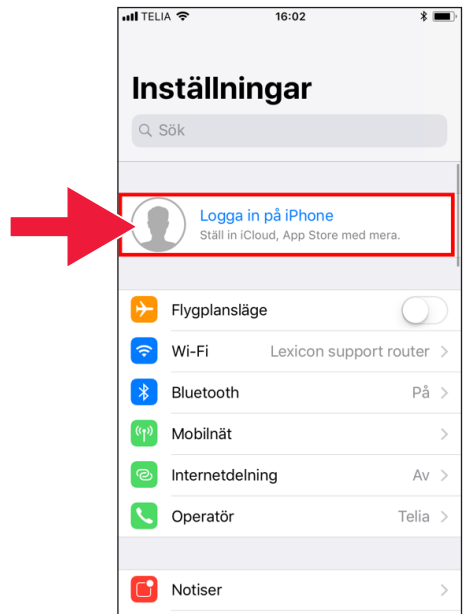 TELIA 16:02
Inställningar
Sök
Logga in på iPhone
Ställ in iCloud, App Store med mera.
Flygplansläge
Wi-Fi Lexicon support router
Bluetooth På
Mobilnät
Internetdelning Av
Operatör Telia
Notiser